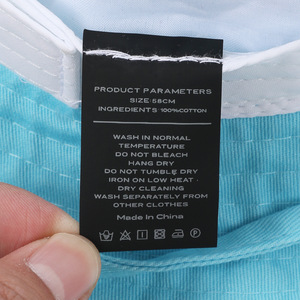 PRODUCT PARAMETERS
SIZE:58CM
INGREDIENTS 100%COTTON
WASH IN NORMAL
TEMPERATURE
DO NOT BLEACH
HANG DRY
DO NOT TUMBLE DRY
IRON ON LOW HEAT
DRY CLEANING
WASH SEPARATELY FROM
OTHER CLOTHES
Made In China